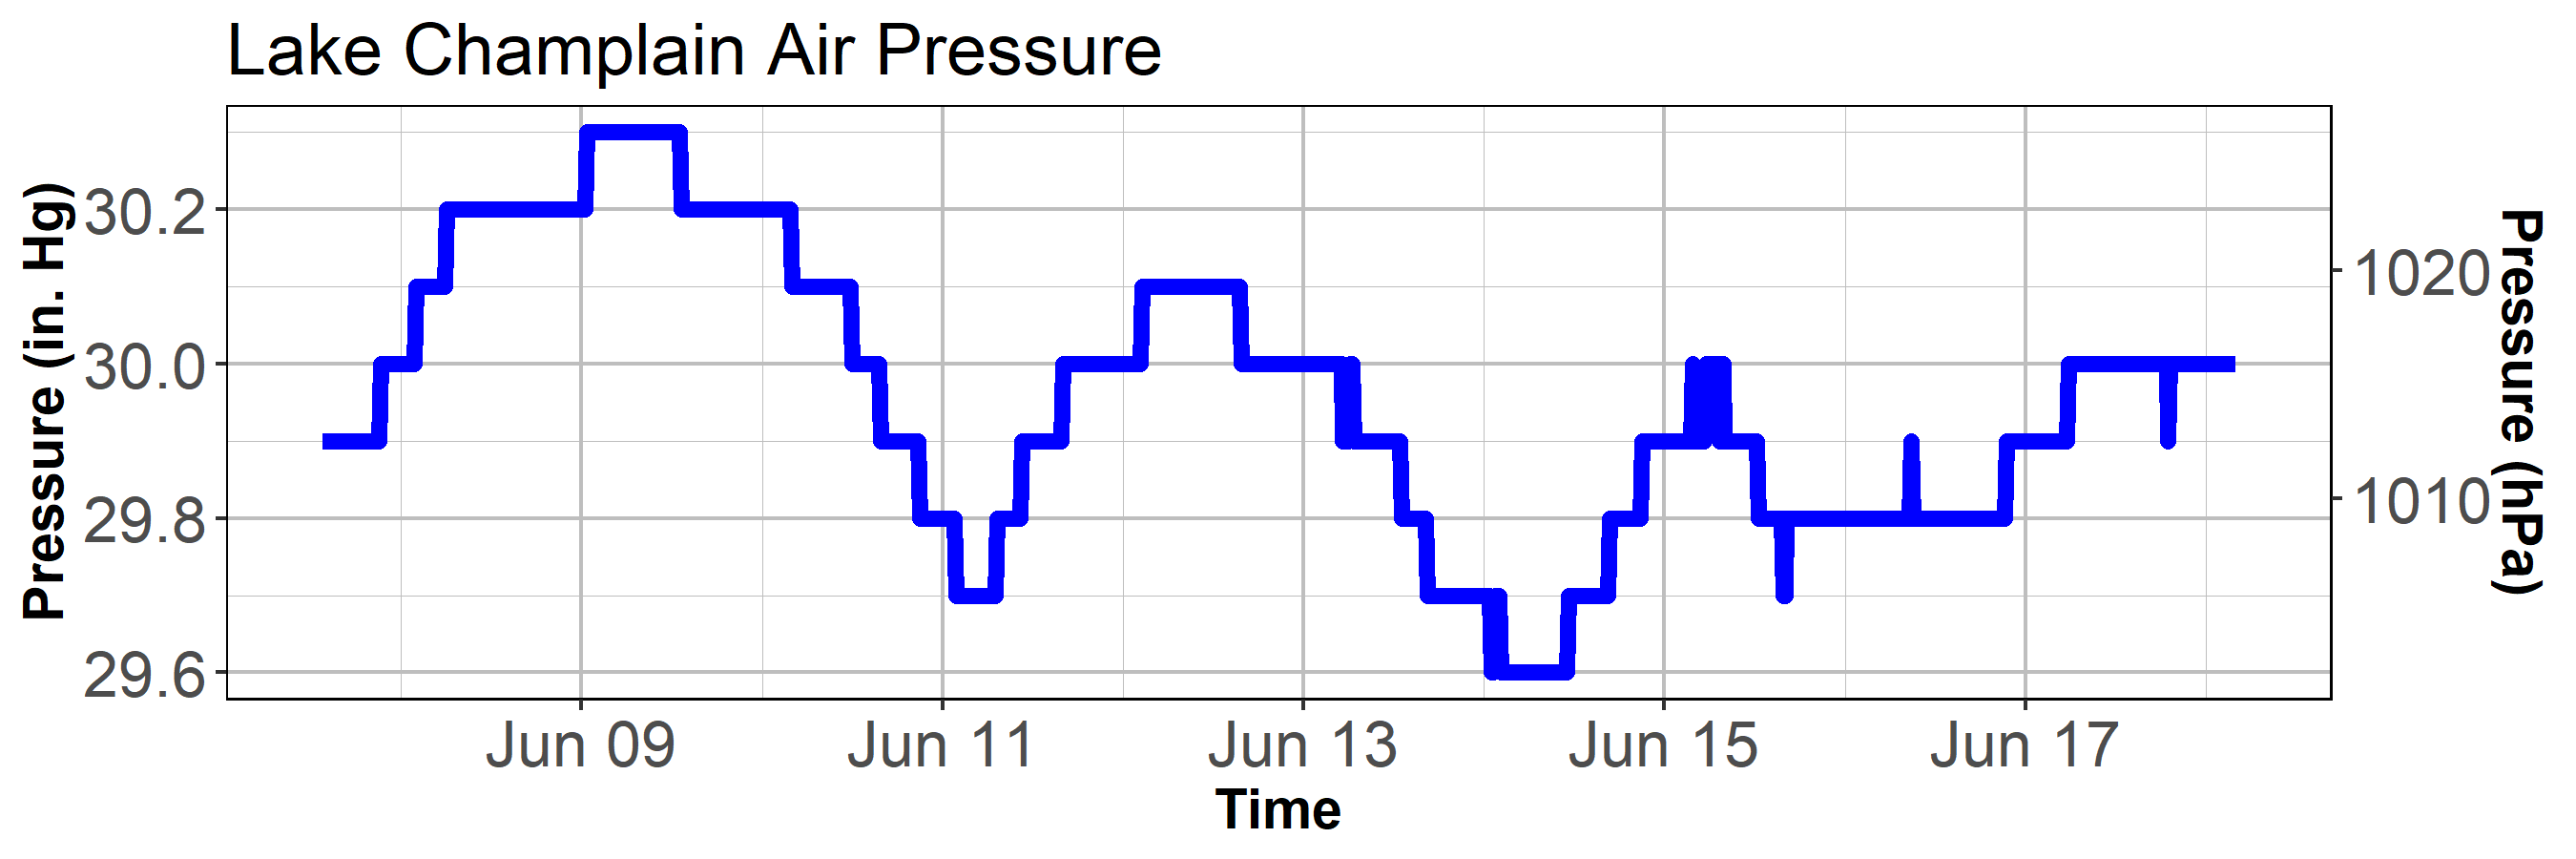 Lake Champlain Air Pressure
Pressure (in. Hg)
30.2
30.0
29.8
29.6
1020
1010
Pressure (hPa)
Jun 09 Jun 11 Jun 13 Jun 15 Jun 17
Time